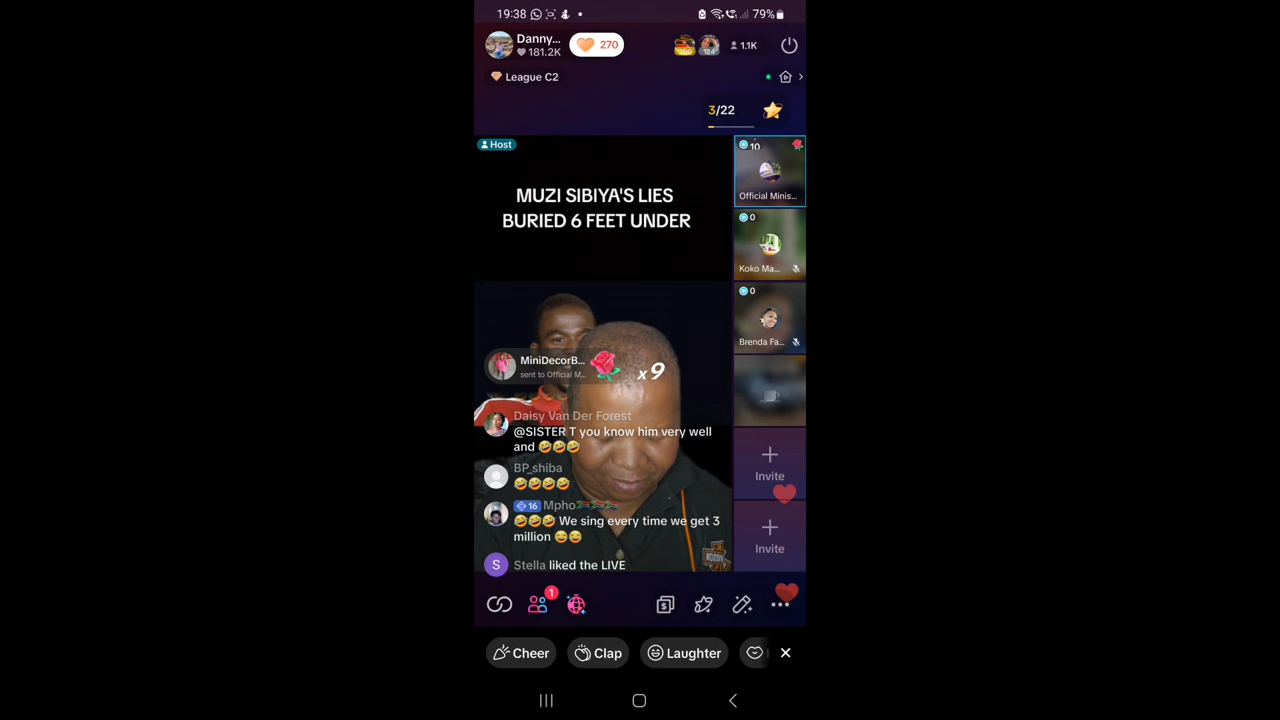 19:38
79%
Danny...
181.2K
270
200
124
1.1K
League C2
3/22
Host
10
MUZI SIBIYA'S LIES
BURIED 6 FEET UNDER
Official Minis...
0
Koko Ma...
0
Brenda Fa...
MiniDecorB...
sent to Official M...
x9
Daisy Van Der Forest
@SISTER T you know him very well
and 🤣🤣🤣
BP_shiba
🤣🤣🤣🤣
16 Mpho
🤣🤣🤣 We sing every time we get 3
million 😅😅
S
Stella liked the LIVE
Invite
Invite
1
Cheer
Clap
Laughter